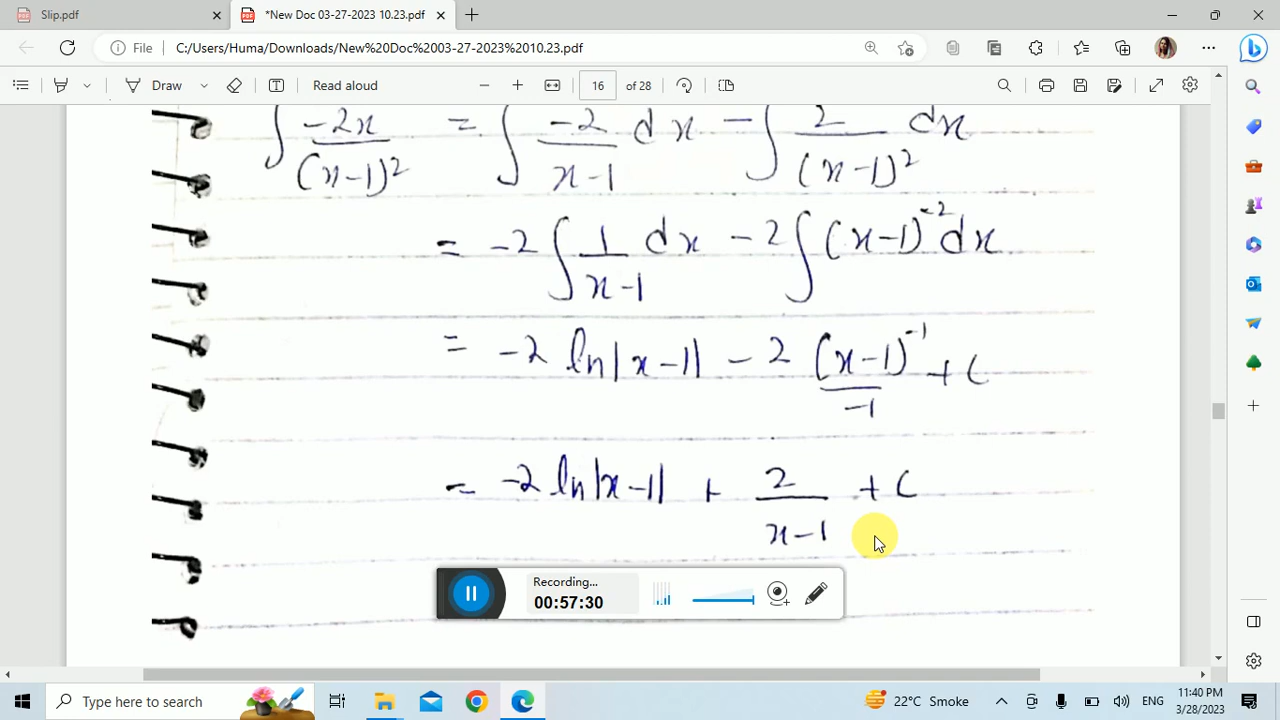 Slip.pdf
*New Doc 03-27-2023 10.23.pdf
File C:/Users/Huma/Downloads/New%20Doc%2003-27-2023%2010.23.pdf
Draw Read aloud 16 of 28
∫ -2x/(x-1)² = ∫ -2/(x-1) dx - ∫ 2/(x-1)² dx
= -2 ∫ 1/(x-1) dx - 2 ∫ (x-1)⁻² dx
= -2 ln|x-1| - 2 (x-1)⁻¹/-1 + C
= -2 ln|x-1| + 2/(x-1) + C
Recording...
00:57:30
Type here to search
22°C Smoke
ENG
11:40 PM
3/28/2023